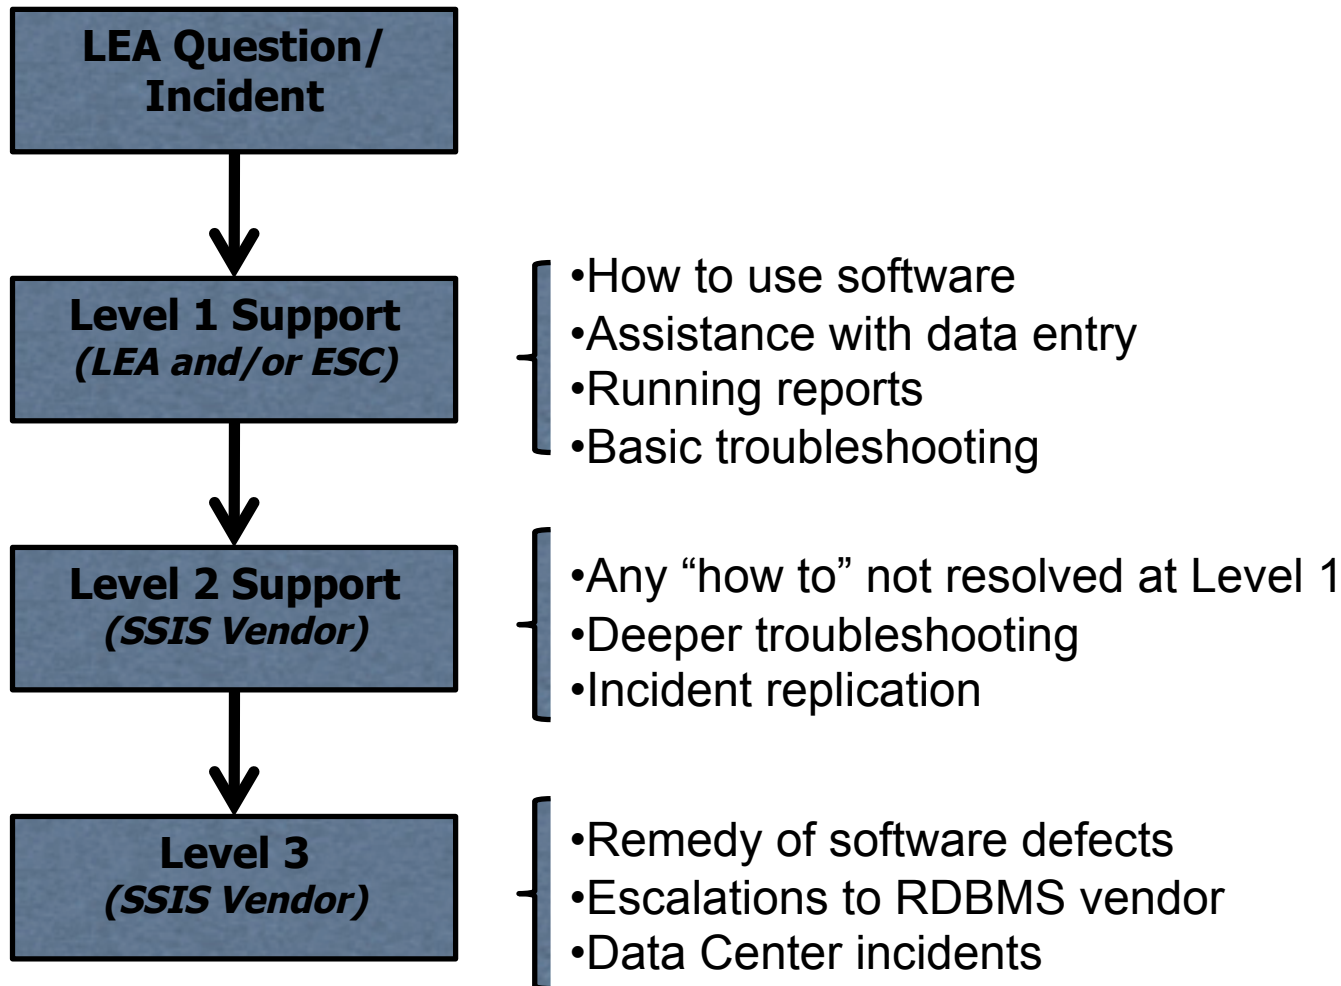 LEA Question/
Incident
Level 1 Support
(LEA and/or ESC)
•How to use software
•Assistance with data entry
•Running reports
•Basic troubleshooting
Level 2 Support
(SSIS Vendor)
•Any “how to” not resolved at Level 1
•Deeper troubleshooting
•Incident replication
Level 3
(SSIS Vendor)
•Remedy of software defects
•Escalations to RDBMS vendor
•Data Center incidents